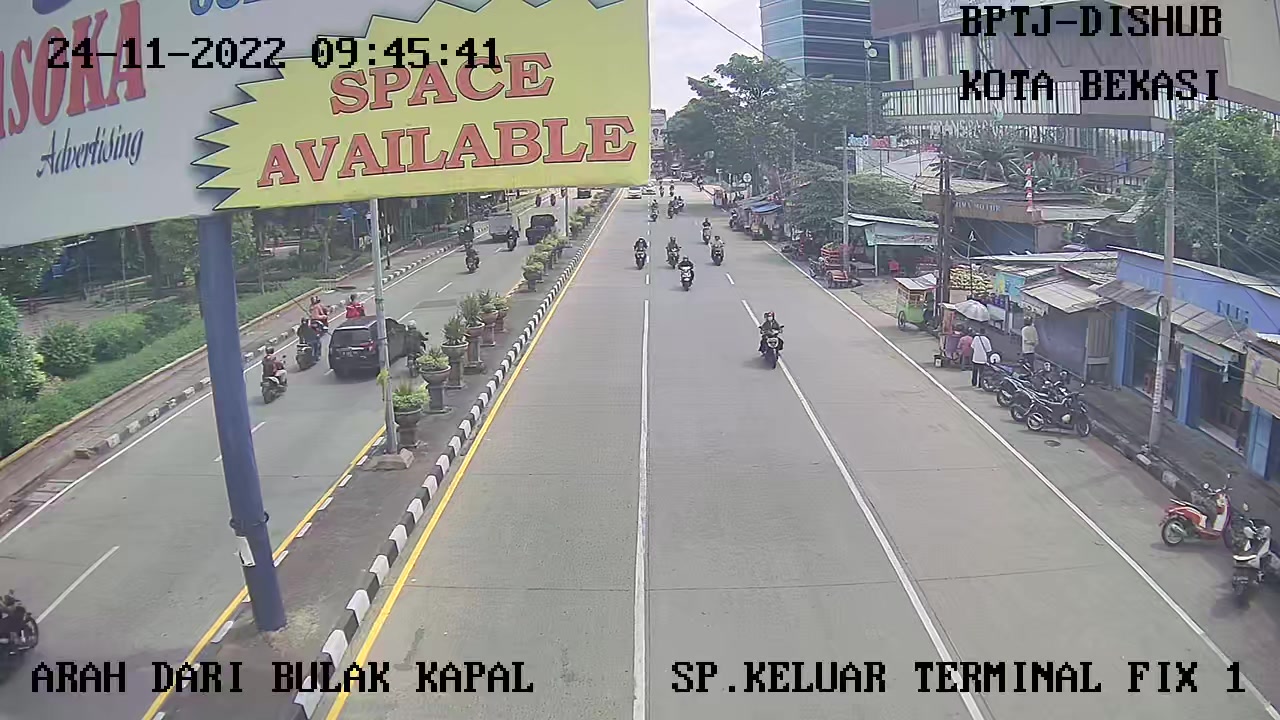 24-11-2022 09:45:41
BPTJ-DISHUB
KOTA BEKASI
Advertising
SPACE
AVAILABLE
ARAH DARI BULAK KAPAL
SP.KELUAR TERMINAL FIX 1